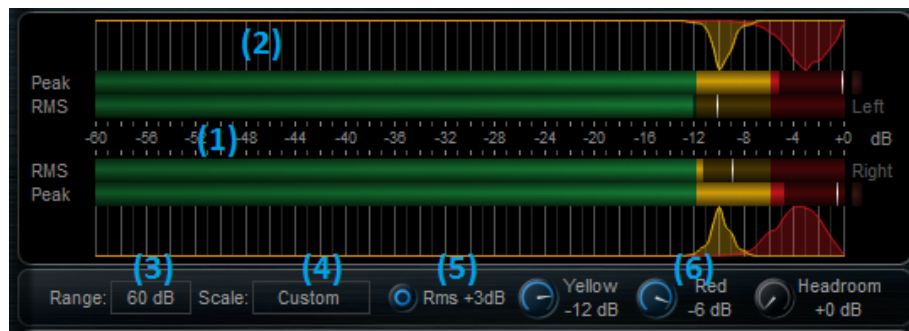 (2)
Peak
RMS
Left
-60 -56 -52 -48 -44 -40 -36 -32 -28 -24 -20 -16 -12 -8 -4 +0 dB
(1)
RMS
Right
Peak
(3) (4) (5) (6)
Range: 60 dB Scale: Custom Rms +3dB Yellow -12 dB Red -6 dB Headroom +0 dB